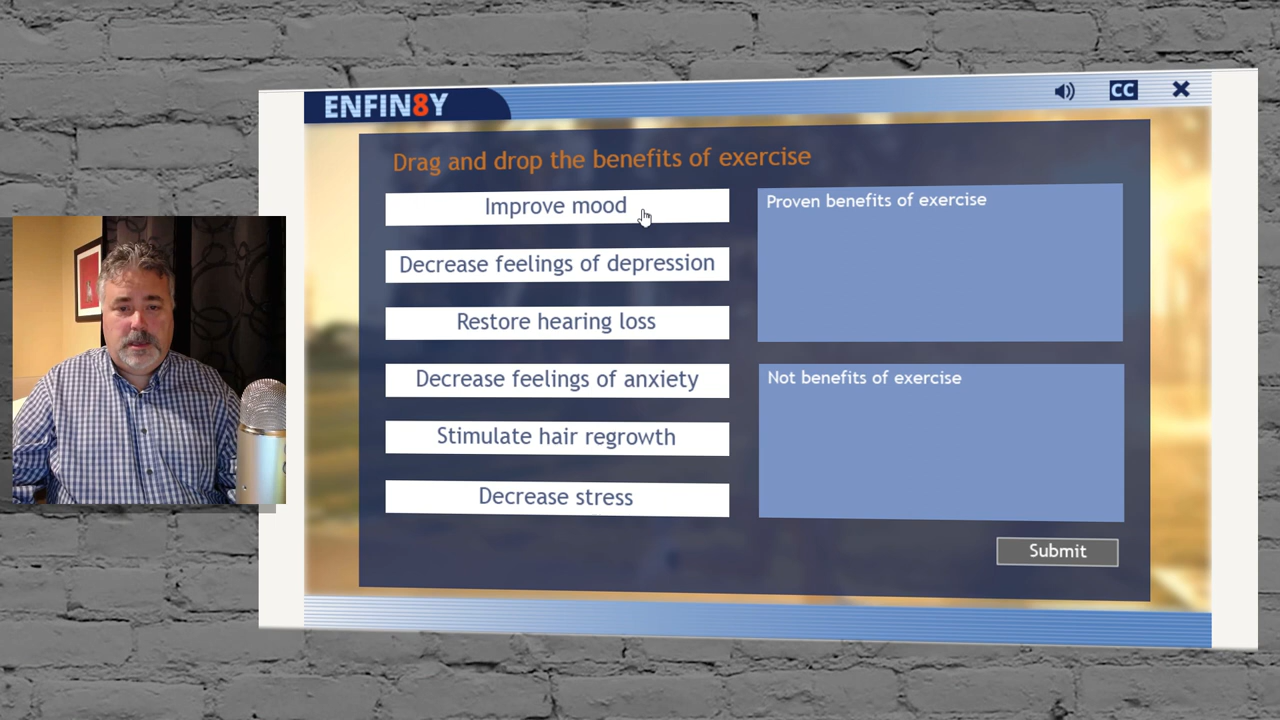 ENFIN8Y
CC
Drag and drop the benefits of exercise
Improve mood
Decrease feelings of depression
Restore hearing loss
Decrease feelings of anxiety
Stimulate hair regrowth
Decrease stress
Proven benefits of exercise
Not benefits of exercise
Submit